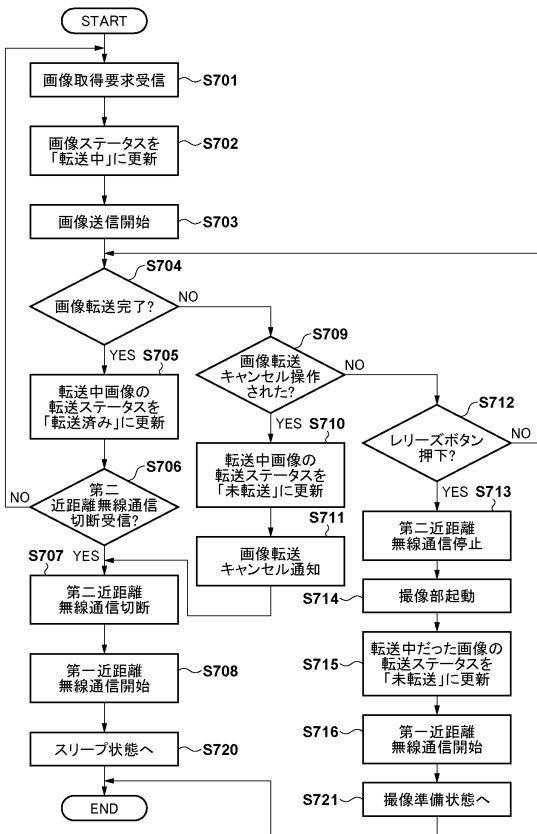 START
画像取得要求受信
S701
画像ステータスを
「転送中」に更新
S702
画像送信開始
S703
S704
画像転送完了?
NO
YES
S705
転送中画像の
転送ステータスを
「転送済み」に更新
S706
第二
近距離無線通信
切断受信?
NO
YES
S707
第二近距離
無線通信切断
第一近距離
無線通信開始
S708
スリープ状態へ
S720
END
S709
画像転送
キャンセル操作
された?
NO
YES
S710
転送中画像の
転送ステータスを
「未転送」に更新
S711
画像転送
キャンセル通知
S712
レリーズボタン
押下?
NO
YES
S713
第二近距離
無線通信停止
S714
撮像部起動
S715
転送中だった画像の
転送ステータスを
「未転送」に更新
S716
第一近距離
無線通信開始
S721
撮像準備状態へ